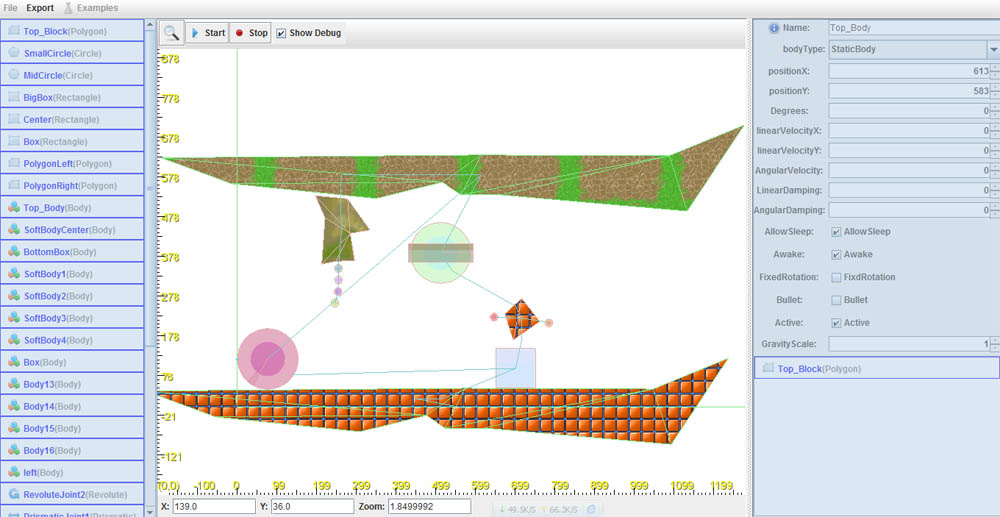 File Export Examples
Top_Block(Polygon)
SmallCircle(Circle)
MidCircle(Circle)
BigBox(Rectangle)
Center(Rectangle)
Box(Rectangle)
PolygonLeft(Polygon)
PolygonRight(Polygon)
Top_Body(Body)
SoftBodyCenter(Body)
BottomBox(Body)
SoftBody1(Body)
SoftBody2(Body)
SoftBody3(Body)
SoftBody4(Body)
Box(Body)
Body13(Body)
Body14(Body)
Body15(Body)
Body16(Body)
left(Body)
RevoluteJoint2(Revolute)
PrismaticJoint1(Prismatic)
Start Stop Show Debug
878
778
678
578
478
378
278
178
78
-21
-121
(0,0) -100 0 99 199 299 399 499 599 699 799 899 999 1099 1199
X: 139.0 Y: 36.0 Zoom: 1.8499992
49.5K/S 66.3K/S
Name: Top_Body
bodyType: StaticBody
positionX: 613
positionY: 583
Degrees: 0
linearVelocityX: 0
linearVelocityY: 0
AngularVelocity: 0
LinearDamping: 0
AngularDamping: 0
AllowSleep: AllowSleep
Awake: Awake
FixedRotation: FixdRotation
Bullet: Bullet
Active: Active
GravityScale: 1
Top_Block(Polygon)